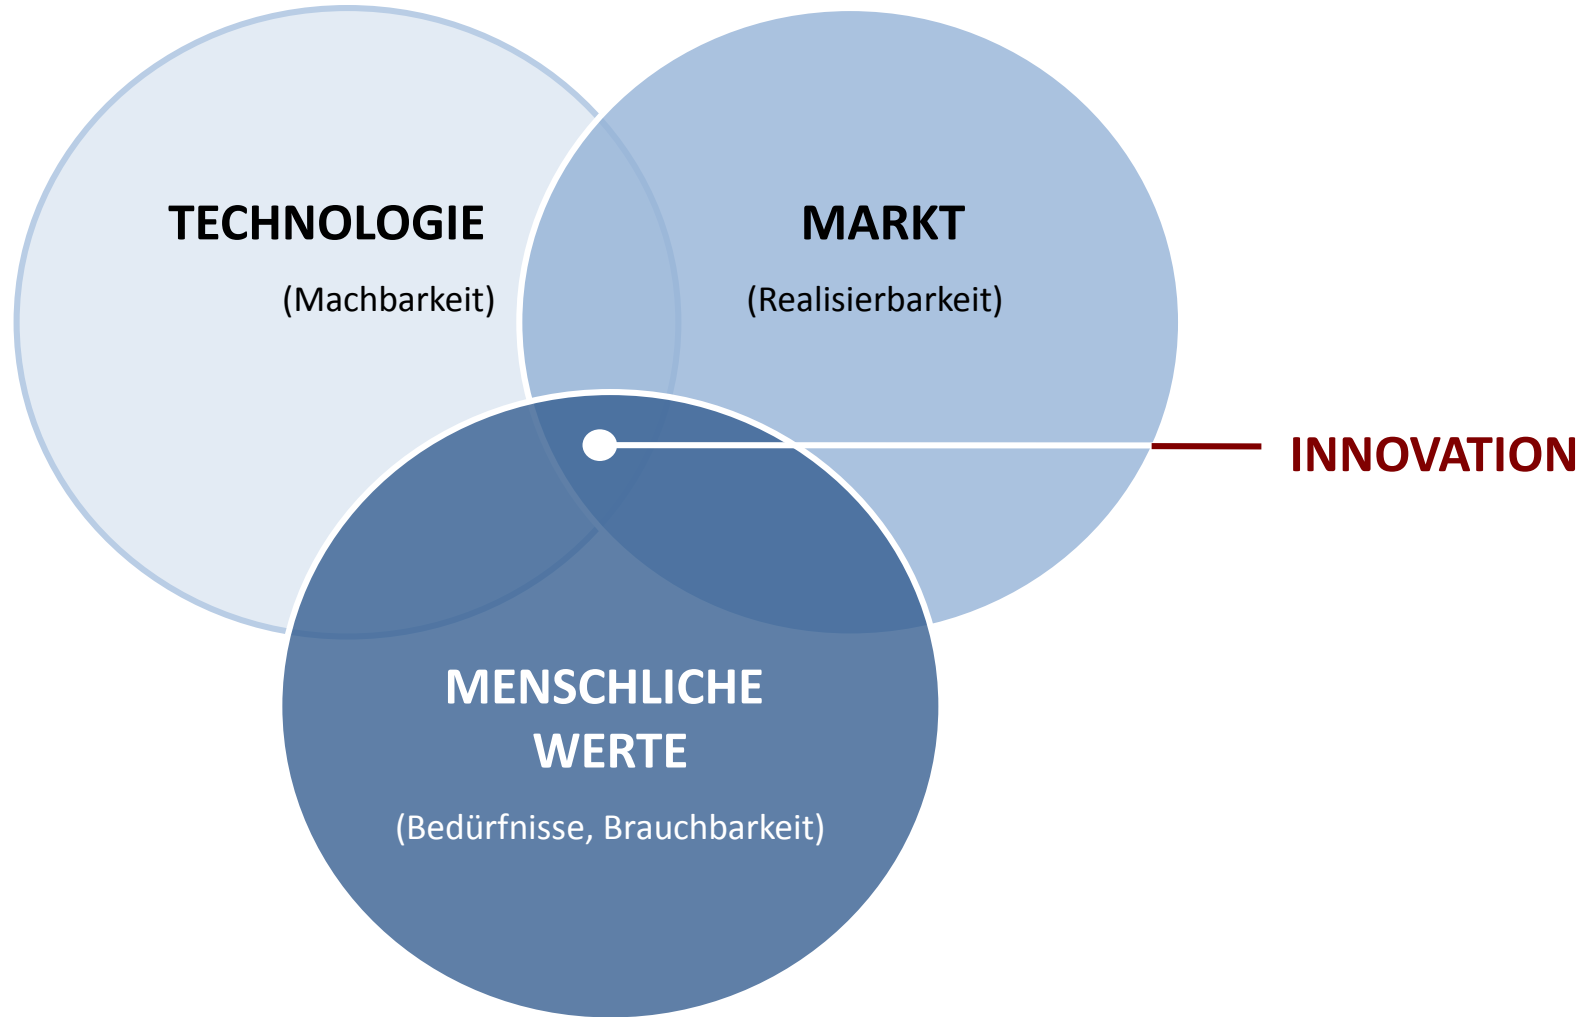 TECHNOLOGIE
(Machbarkeit)
MARKT
(Realisierbarkeit)
INNOVATION
MENSCHLICHE
WERTE
(Bedürfnisse, Brauchbarkeit)